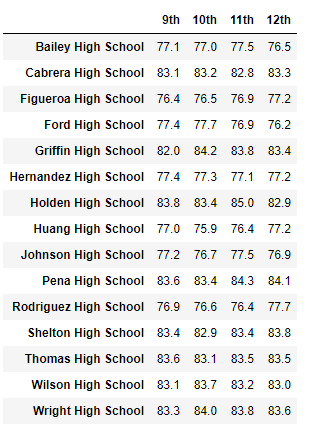 9th 10th 11th 12th
Bailey High School 77.1 77.0 77.5 76.5
Cabrera High School 83.1 83.2 82.8 83.3
Figueroa High School 76.4 76.5 76.9 77.2
Ford High School 77.4 77.7 76.9 76.2
Griffin High School 82.0 84.2 83.8 83.4
Hernandez High School 77.4 77.3 77.1 77.2
Holden High School 83.8 83.4 85.0 82.9
Huang High School 77.0 75.9 76.4 77.2
Johnson High School 77.2 76.7 77.5 76.9
Pena High School 83.6 83.4 84.3 84.1
Rodriguez High School 76.9 76.6 76.4 77.7
Shelton High School 83.4 82.9 83.4 83.8
Thomas High School 83.6 83.1 83.5 83.5
Wilson High School 83.1 83.7 83.2 83.0
Wright High School 83.3 84.0 83.8 83.6